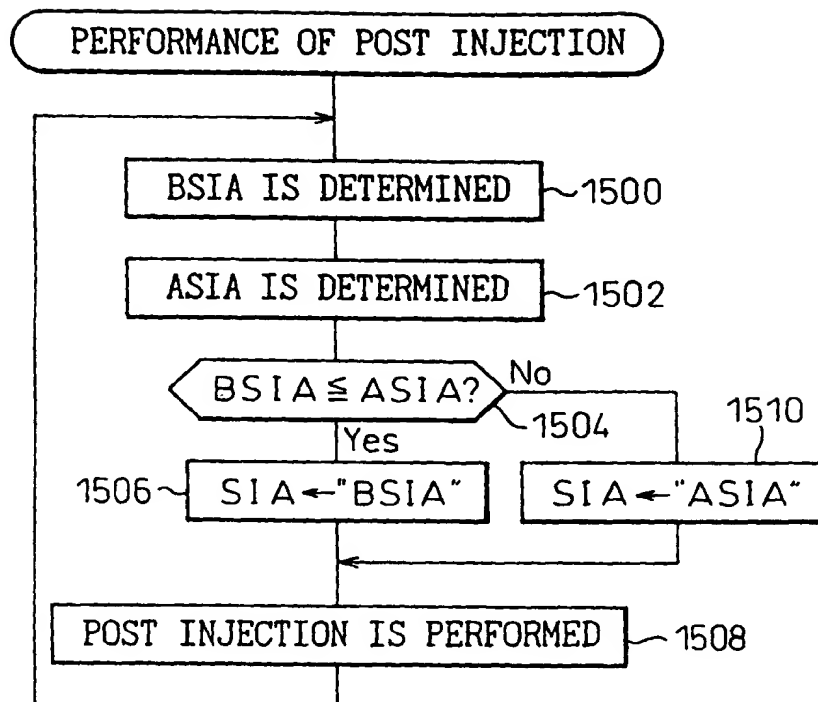 PERFORMANCE OF POST INJECTION
BSIA IS DETERMINED 1500
ASIA IS DETERMINED 1502
BSIA ≦ ASIA? No
1504
Yes
1510
1506 SIA ← "BSIA" SIA ← "ASIA"
POST INJECTION IS PERFORMED 1508